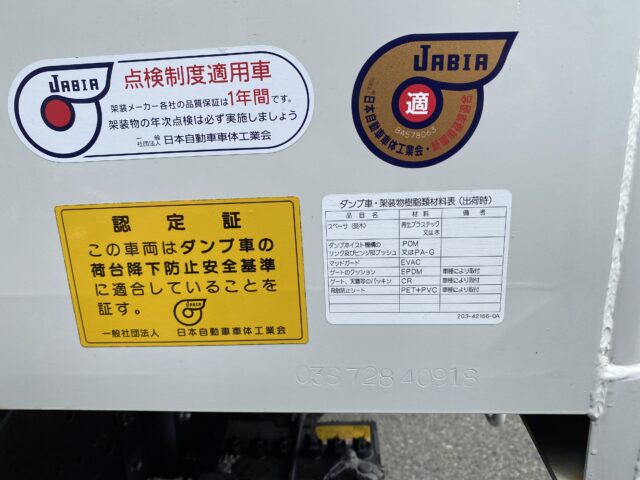 JABIA
点検制度適用車
架装メーカー各社の品質保証は1年間です。
架装物の年次点検は必ず実施しましょう
一般社団法人 日本自動車車体工業会
JABIA
適
日本自動車車体工業会
認定証
この車両はダンプ車の
荷台降下防止安全基準
に適合していることを
証す。
JABIA
一般社団法人 日本自動車車体工業会
ダンプ車・架装物樹脂類材料表(出荷時)
品名 材料 備考
スペーサ(筬木) 再生プラスチック
又は木
ダンプホイスト機構の POM
リンク及びヒンジ部ブッシュ 又はPA-G
マッドガード EVAC
ゲートのクッション EPDM 車種により取付
ゲート、天蓋等のパッキン CR 車種により取付
飛散防止シート PET+PVC 車種により取付
203-42166-0A